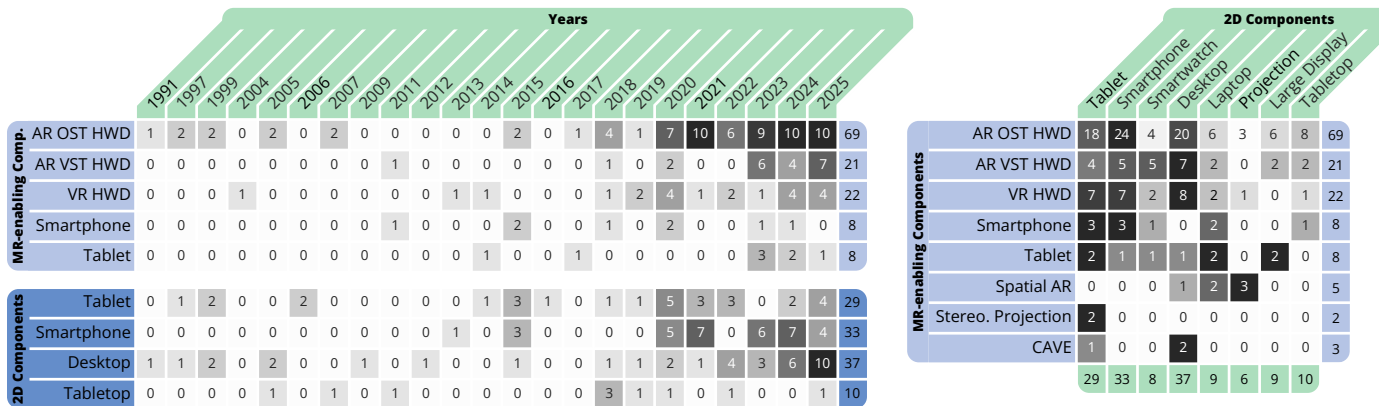 Years
1991 1997 1999 2004 2005 2006 2007 2009 2011 2012 2013 2014 2015 2016 2017 2018 2019 2020 2021 2022 2023 2024 2025
MR-enabling Comp.
AR OST HWD 1 2 2 0 2 0 2 0 0 0 0 0 2 0 1 4 1 7 10 6 9 10 10 69
AR VST HWD 0 0 0 0 0 0 0 0 1 0 0 0 0 0 0 1 0 2 0 0 6 4 7 21
VR HWD 0 0 0 1 0 0 0 0 0 0 1 1 0 0 0 1 2 4 1 2 1 4 4 22
Smartphone 0 0 0 0 0 0 0 0 1 0 0 0 2 0 0 1 0 2 0 0 1 1 0 8
Tablet 0 0 0 0 0 0 0 0 0 0 0 1 0 0 1 0 0 0 0 0 3 2 1 8
2D Components
Tablet 0 1 2 0 0 2 0 0 0 0 0 1 3 1 0 1 1 5 3 3 0 2 4 29
Smartphone 0 0 0 0 0 0 0 0 0 0 1 0 3 0 0 0 0 5 7 0 6 7 4 33
Desktop 1 1 2 0 2 0 0 1 0 1 0 0 1 0 0 1 1 2 1 4 3 6 10 37
Tabletop 0 0 0 0 1 0 1 0 1 0 0 0 0 0 0 3 1 1 0 1 0 0 1 10
2D Components
Tablet Smartphone Smartwatch Desktop Laptop Projection Large Display Tabletop
MR-enabling Components
AR OST HWD 18 24 4 20 6 3 6 8 69
AR VST HWD 4 5 5 7 2 0 2 2 21
VR HWD 7 7 2 8 2 1 0 1 22
Smartphone 3 3 1 0 2 0 0 1 8
Tablet 2 1 1 1 2 0 2 0 8
Spatial AR 0 0 0 1 2 3 0 0 5
Stereo. Projection 2 0 0 0 0 0 0 0 2
CAVE 1 0 0 2 0 0 0 0 3
29 33 8 37 9 6 9 10